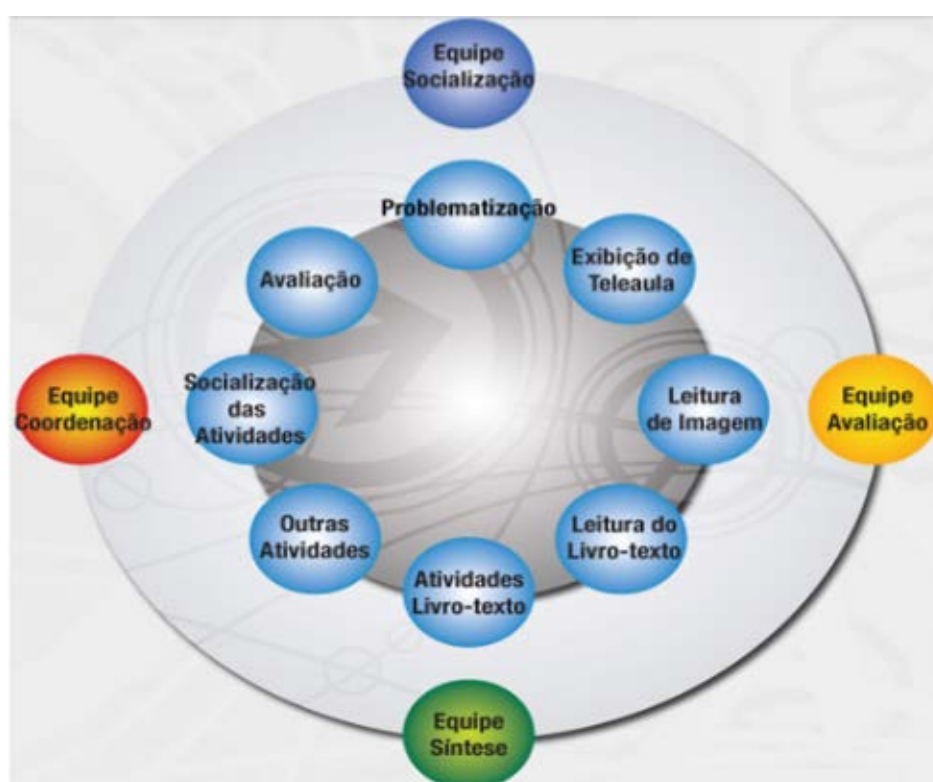 Equipe
Socialização
Problematização
Exibição de
Teleaula
Avaliação
Socialização
das
Atividades
Leitura
de Imagem
Equipe
Coordenação
Equipe
Avaliação
Outras
Atividades
Leitura do
Livro-texto
Atividades
Livro-texto
Equipe
Síntese